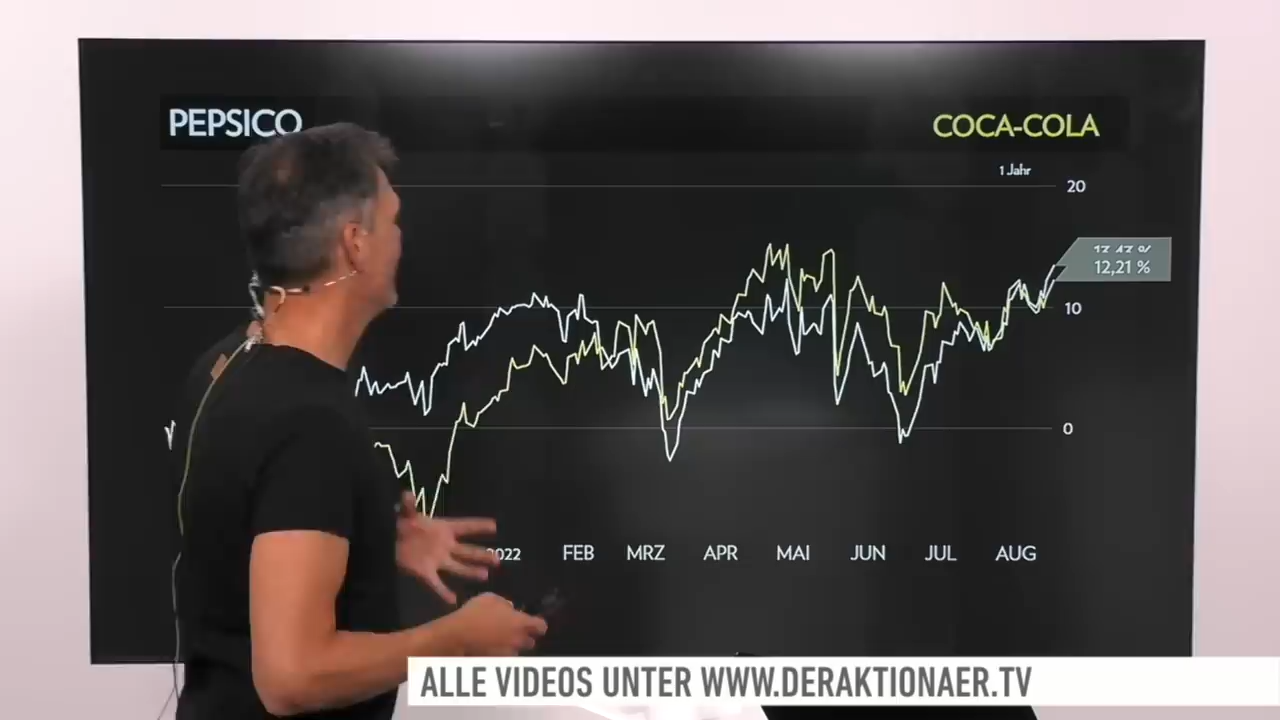 PEPSICO
COCA-COLA
1 Jahr
20
12,21 %
10
0
2022 FEB MRZ APR MAI JUN JUL AUG
ALLE VIDEOS UNTER WWW.DERAKTIONAER.TV